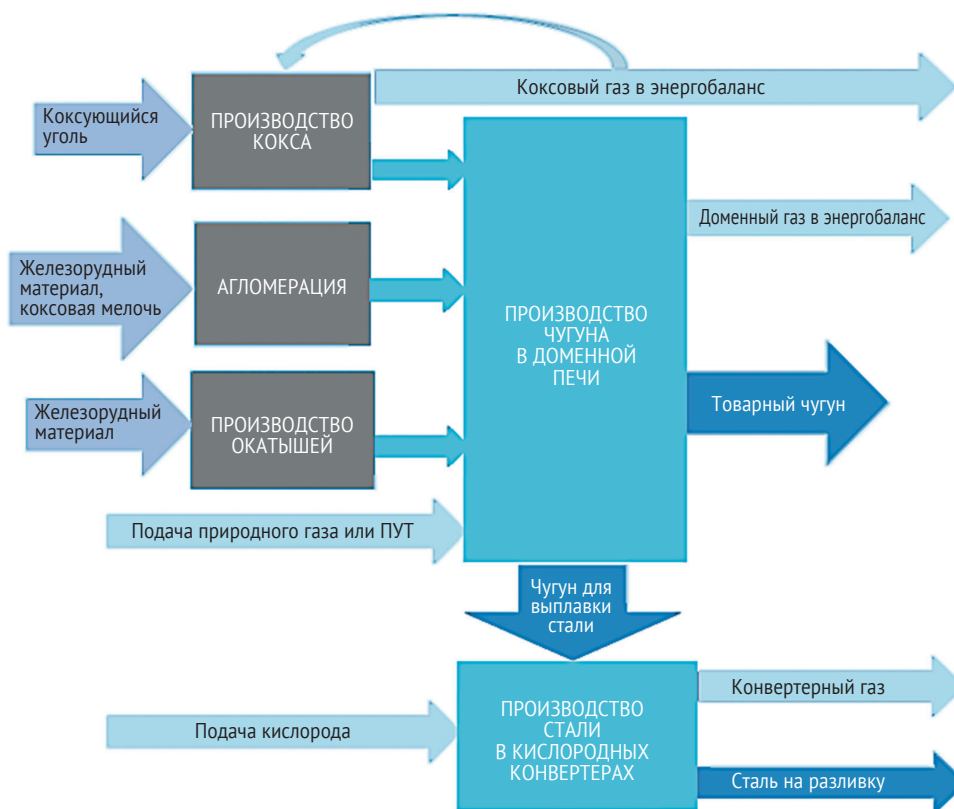 Коксующийся
уголь
ПРОИЗВОДСТВО
КОКСА
Коксовый газ в энергобаланс
Доменный газ в энергобаланс
Железорудный
материал,
коксовая мелочь
АГЛОМЕРАЦИЯ
ПРОИЗВОДСТВО
ЧУГУНА
В ДОМЕННОЙ
ПЕЧИ
Товарный чугун
Железорудный
материал
ПРОИЗВОДСТВО
ОКАТЫШЕЙ
Подача природного газа или ПУТ
Чугун для
выплавки
стали
Подача кислорода
ПРОИЗВОДСТВО
СТАЛИ
В КИСЛОРОДНЫХ
КОНВЕРТЕРАХ
Конвертерный газ
Сталь на разливку